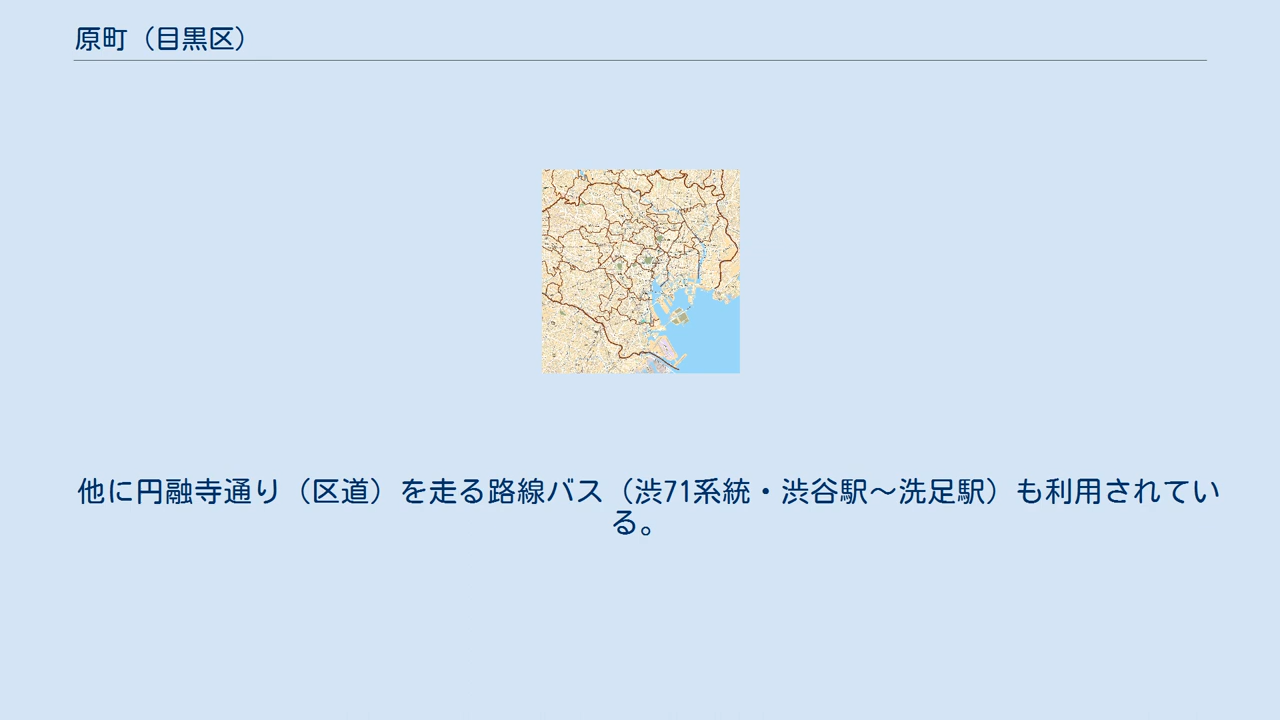 原町（目黒区）
他に円融寺通り（区道）を走る路線バス（渋71系統・渋谷駅～洗足駅）も利用されてい
る。